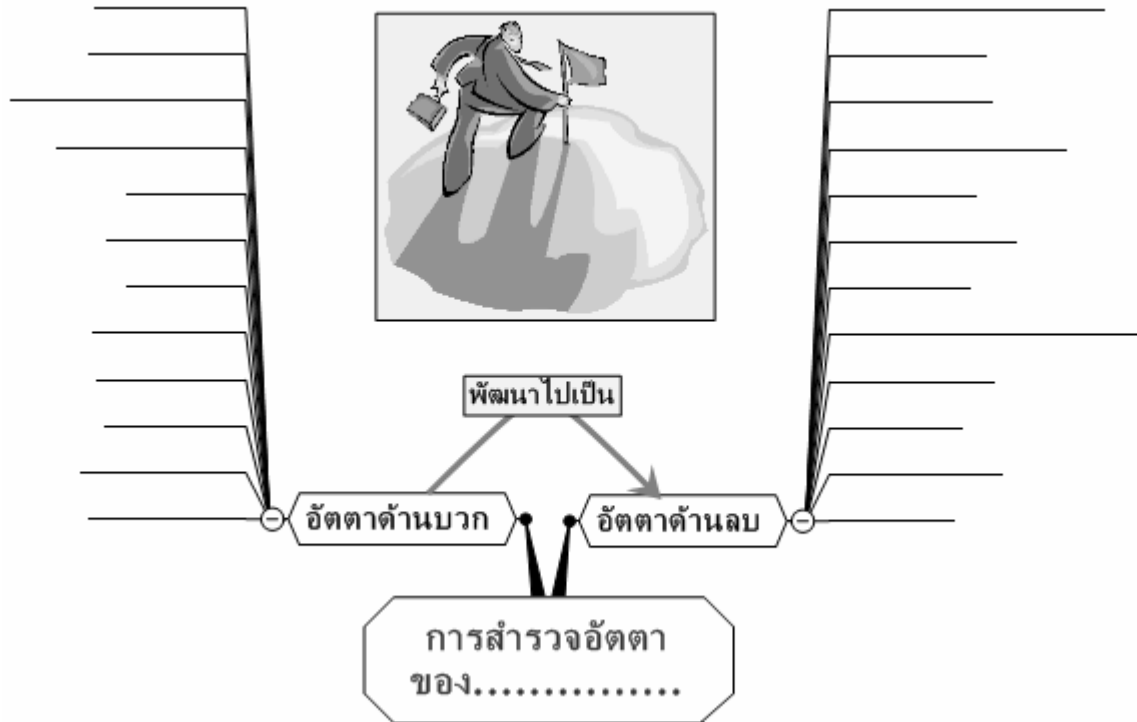 พัฒนาไปเป็น
อัตตาด้านบวก
อัตตาด้านลบ
การสำรวจอัตตา
ของ...............